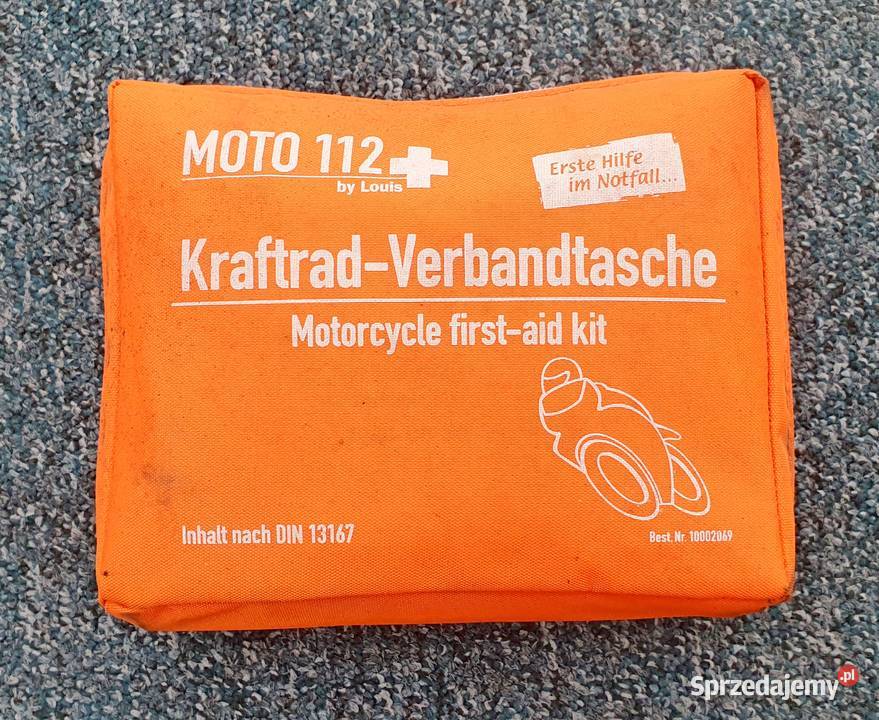 MOTO 112
by Louis
Erste Hilfe
im Notfall...
Kraftrad-Verbandtasche
Motorcycle first-aid kit
Inhalt nach DIN 13167
Best. Nr. 10002069
Sprzedajemy.pl